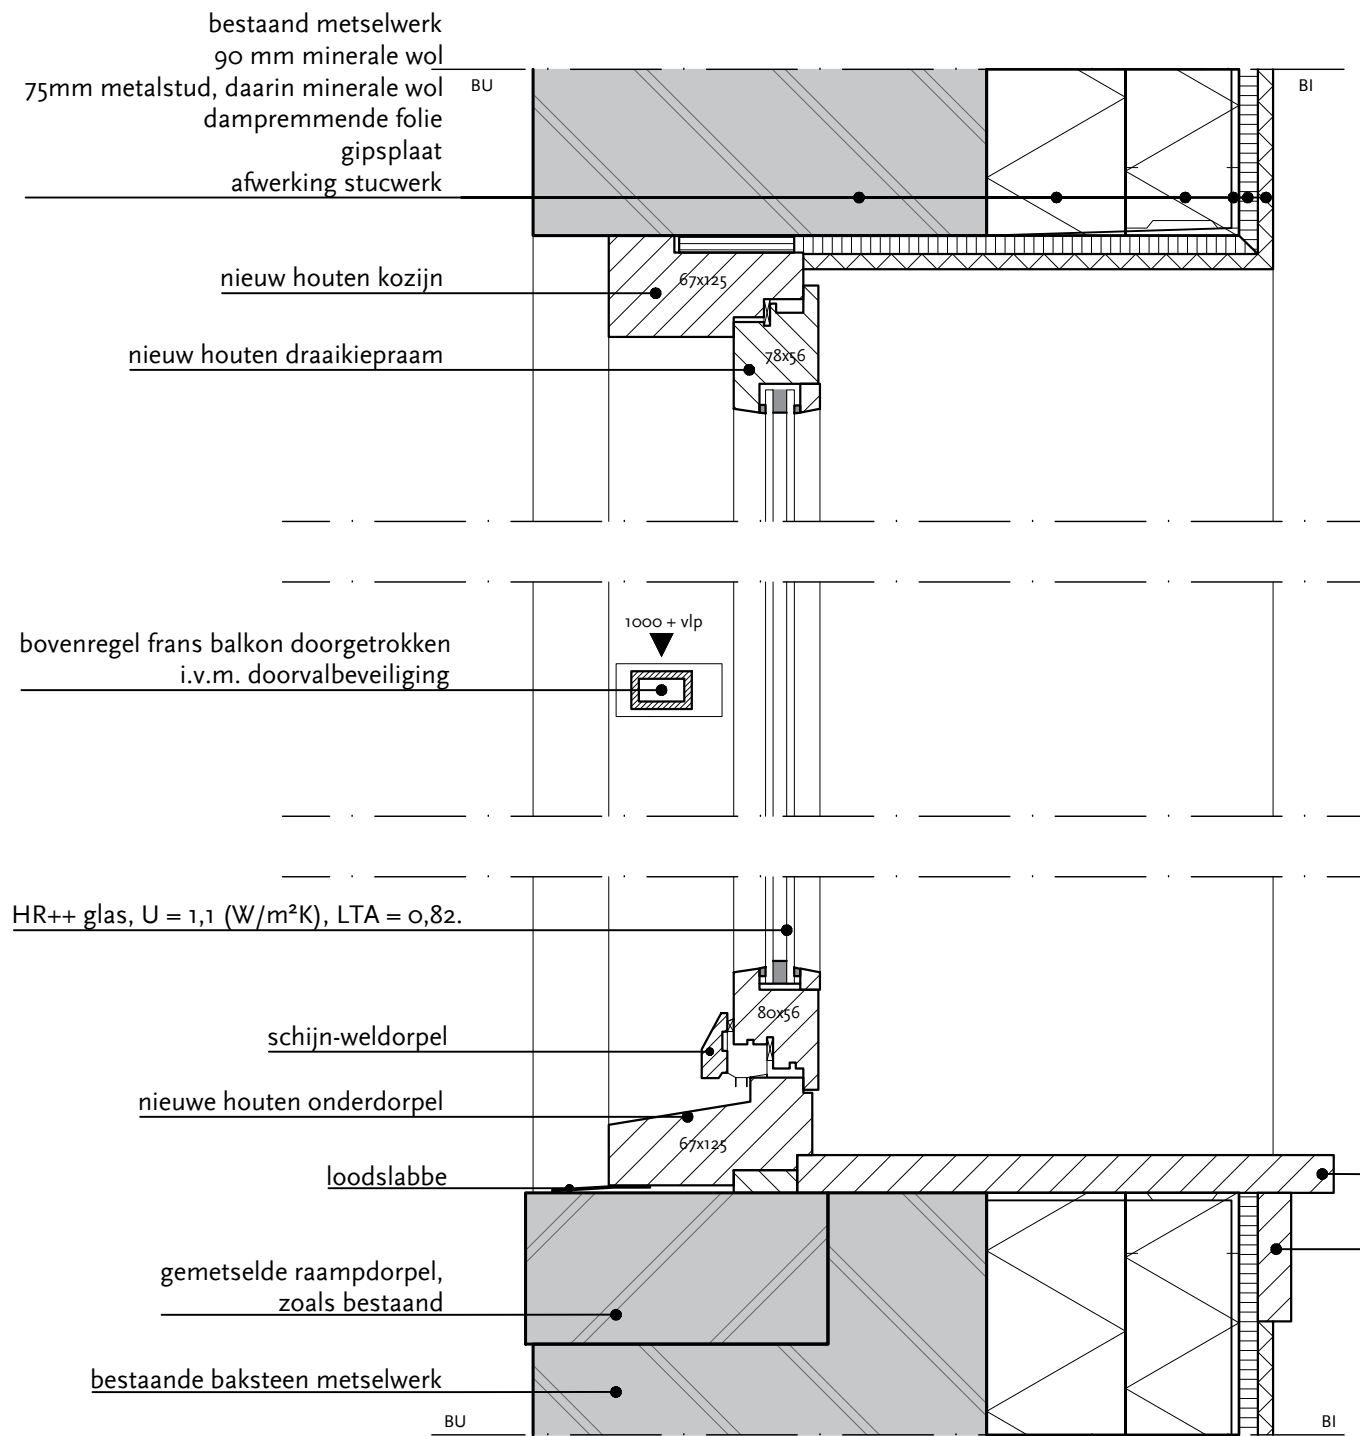 bestaand metselwerk
90 mm minerale wol
75mm metalstud, daarin minerale wol
dampremmende folie
gipsplaat
afwerking stucwerk
BU
BI
nieuw houten kozijn
67x125
nieuw houten draaikiepraam
78x56
1000 + vlp
bovenregel frans balkon doorgetrokken
i.v.m. doorvalbeveiliging
HR++ glas, U = 1,1 (W/m²K), LTA = 0,82.
80x56
schijn-weldorpel
nieuwe houten onderdorpel
67x125
loodslabbe
gemetselde raampdorpel,
zoals bestaand
bestaande baksteen metselwerk
BU
BI